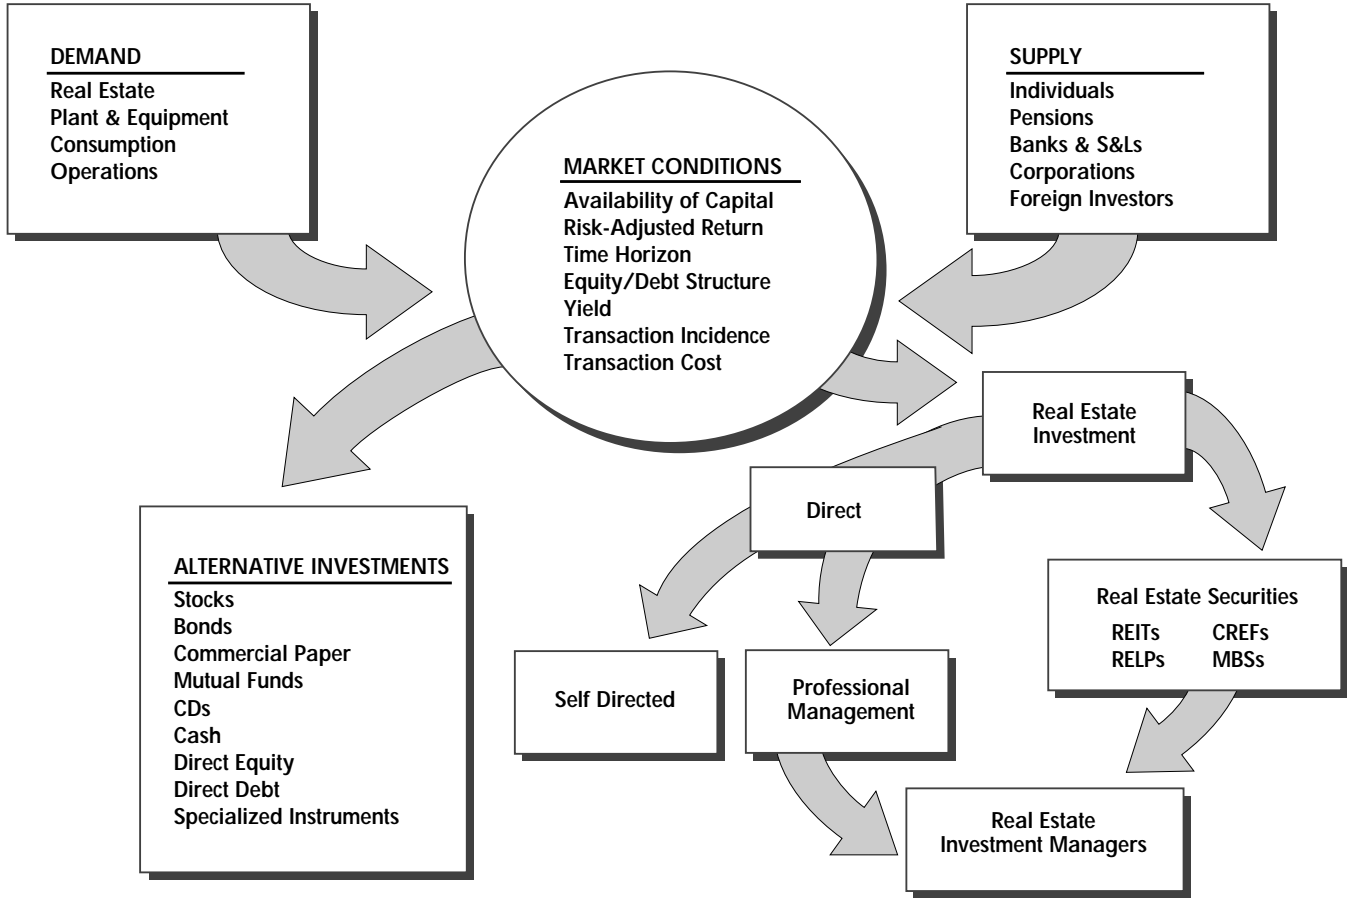 DEMAND
Real Estate
Plant & Equipment
Consumption
Operations
SUPPLY
Individuals
Pensions
Banks & S&Ls
Corporations
Foreign Investors
MARKET CONDITIONS
Availability of Capital
Risk-Adjusted Return
Time Horizon
Equity/Debt Structure
Yield
Transaction Incidence
Transaction Cost
Real Estate
Investment
Direct
ALTERNATIVE INVESTMENTS
Stocks
Bonds
Commercial Paper
Mutual Funds
CDs
Cash
Direct Equity
Direct Debt
Specialized Instruments
Real Estate Securities
REITs CREFs
RELPs MBSs
Self Directed
Professional
Management
Real Estate
Investment Managers